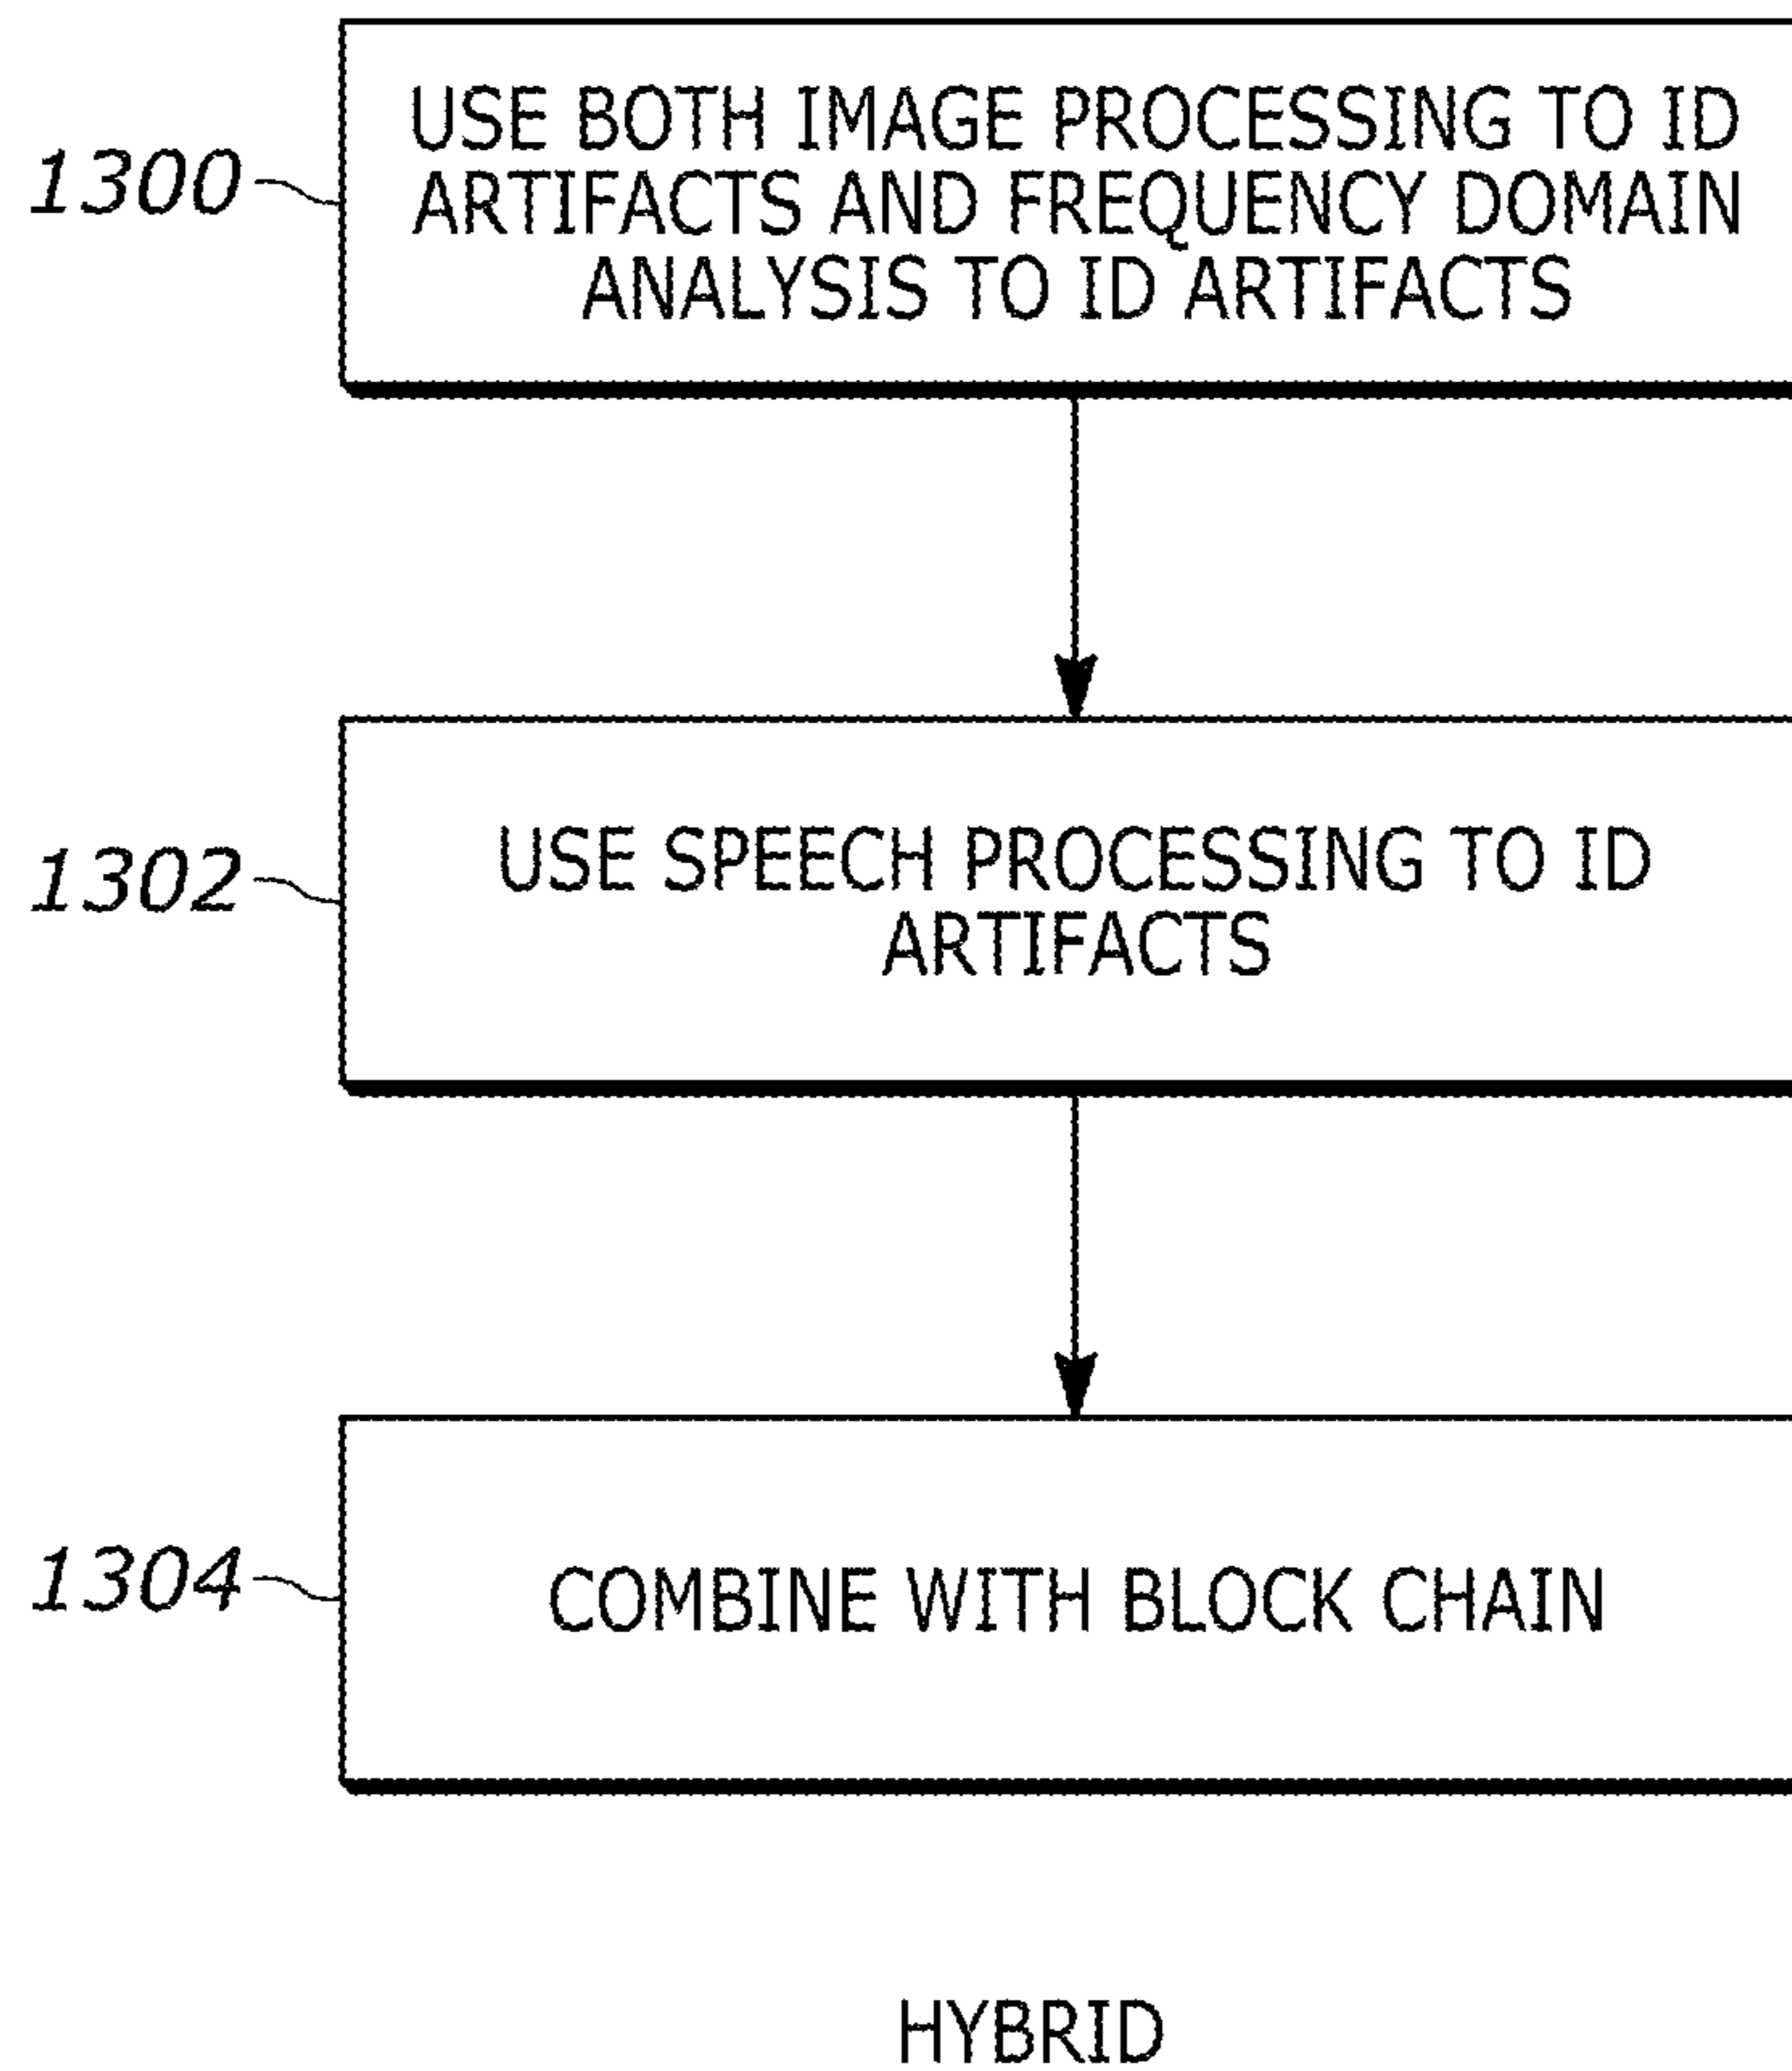 1300
USE BOTH IMAGE PROCESSING TO ID
ARTIFACTS AND FREQUENCY DOMAIN
ANALYSIS TO ID ARTIFACTS
1302
USE SPEECH PROCESSING TO ID
ARTIFACTS
1304
COMBINE WITH BLOCK CHAIN
HYBRID